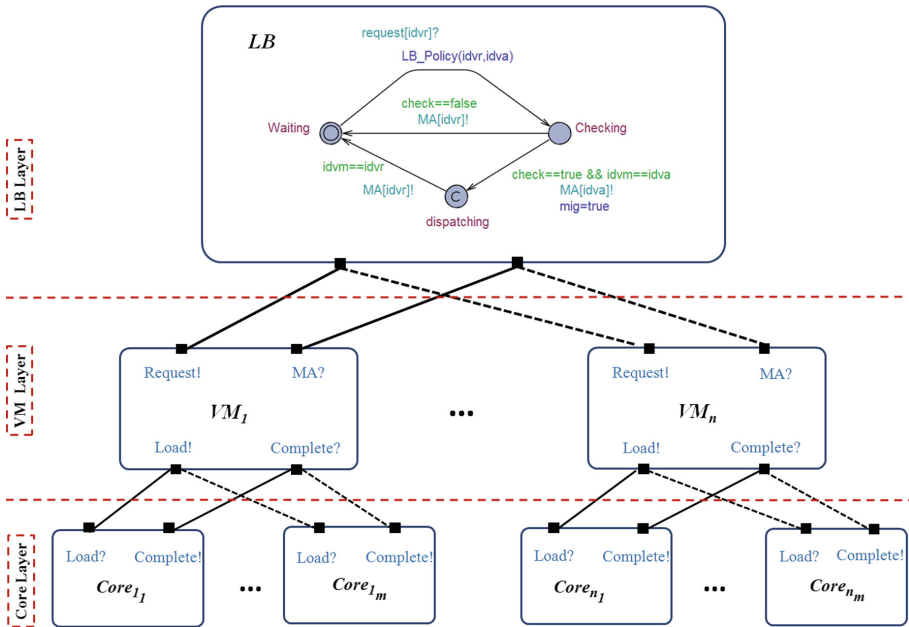 LB
request[idvr]?
LB_Policy(idvr,idva)
check==false
MA[idvr]!
Waiting
Checking
idvm==idvr
MA[idvr]!
check==true && idvm==idva
MA[idva]!
mig=true
C
dispatching
LB Layer
Request! MA?
VM1
Load! Complete?
...
Request! MA?
VMn
Load! Complete?
VM Layer
Load? Complete!
Core11
...
Load? Complete!
Core1m
Load? Complete!
Coren1
...
Load? Complete!
Corenm
Core Layer